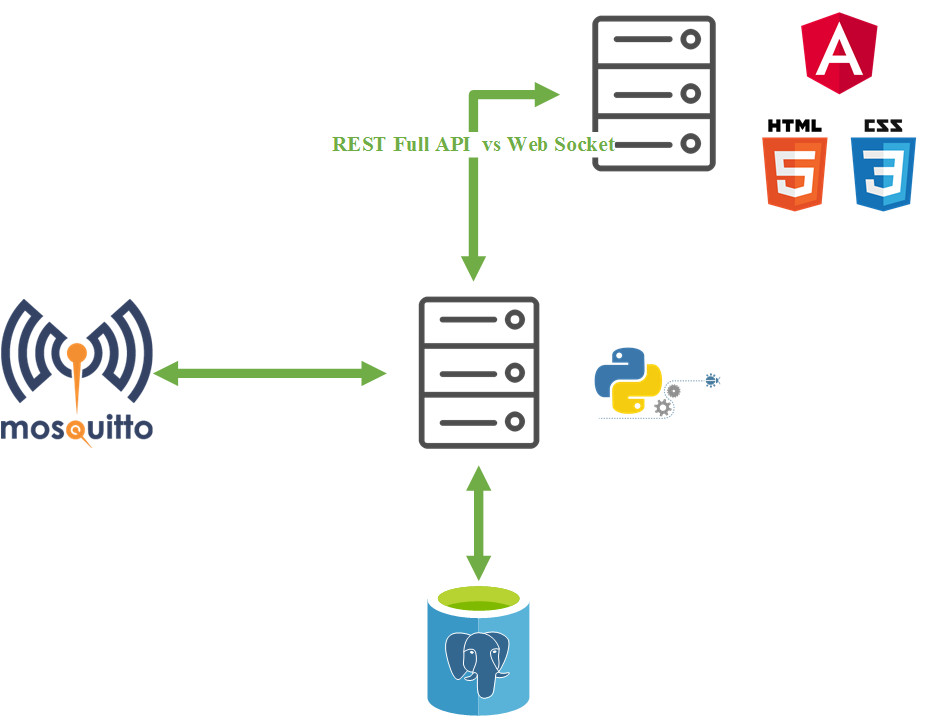 HTML
CSS
REST Full API vs Web Socket
mosquitto